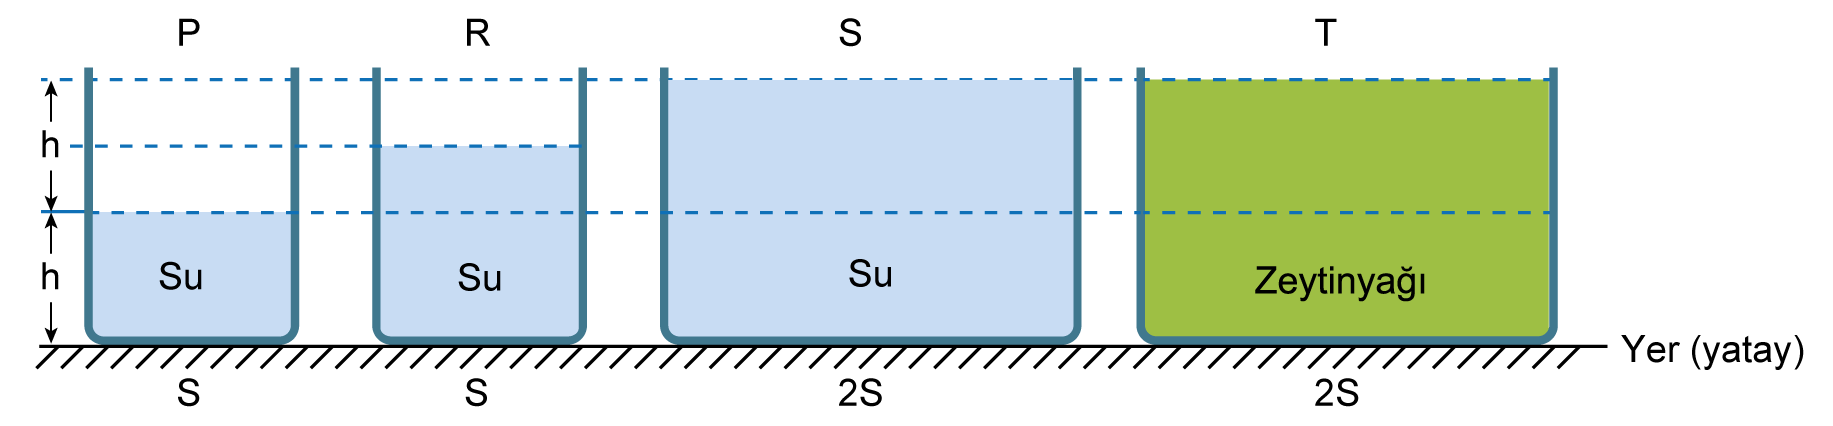 P R S T
h
h
Su Su Su Zeytinyağı
Yer (yatay)
S S 2S 2S